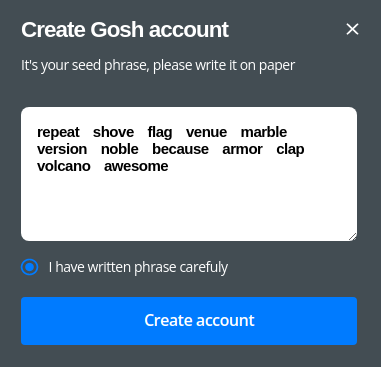 Create Gosh account
It's your seed phrase, please write it on paper
repeat shove flag venue marble
version noble because armor clap
volcano awesome
I have written phrase carefuly
Create account